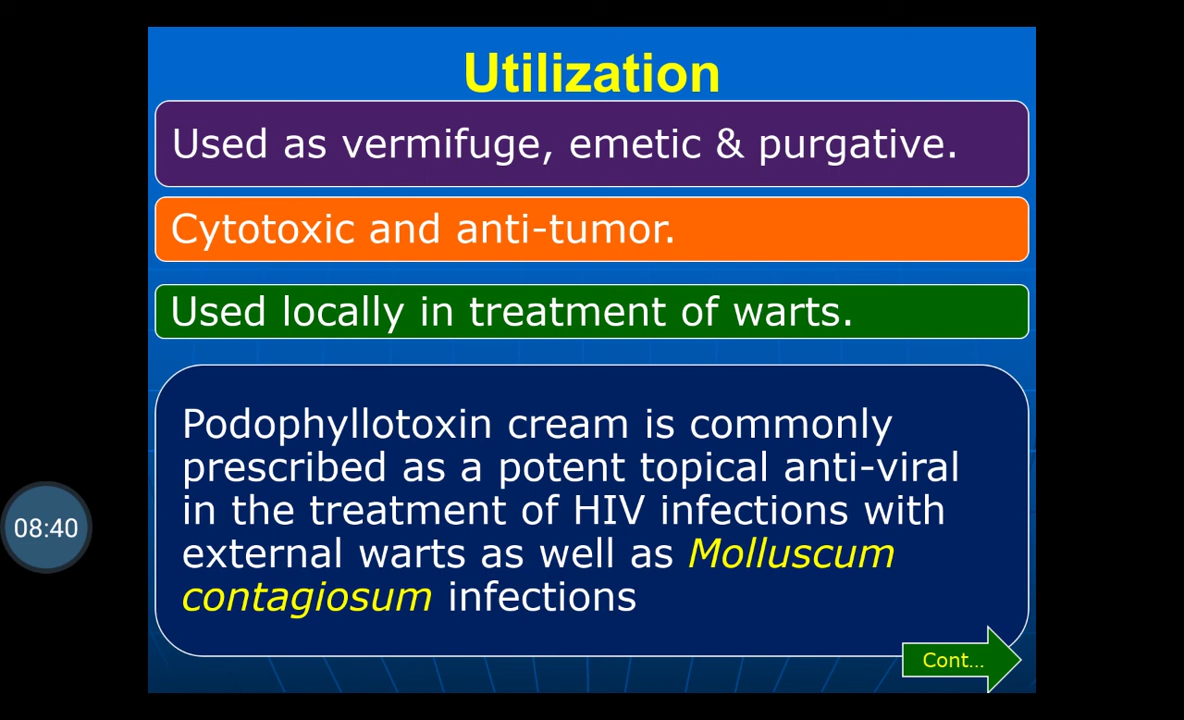 Utilization
Used as vermifuge, emetic & purgative.
Cytotoxic and anti-tumor.
Used locally in treatment of warts.
Podophyllotoxin cream is commonly
prescribed as a potent topical anti-viral
in the treatment of HIV infections with
external warts as well as Molluscum
contagiosum infections
08:40
Cont...